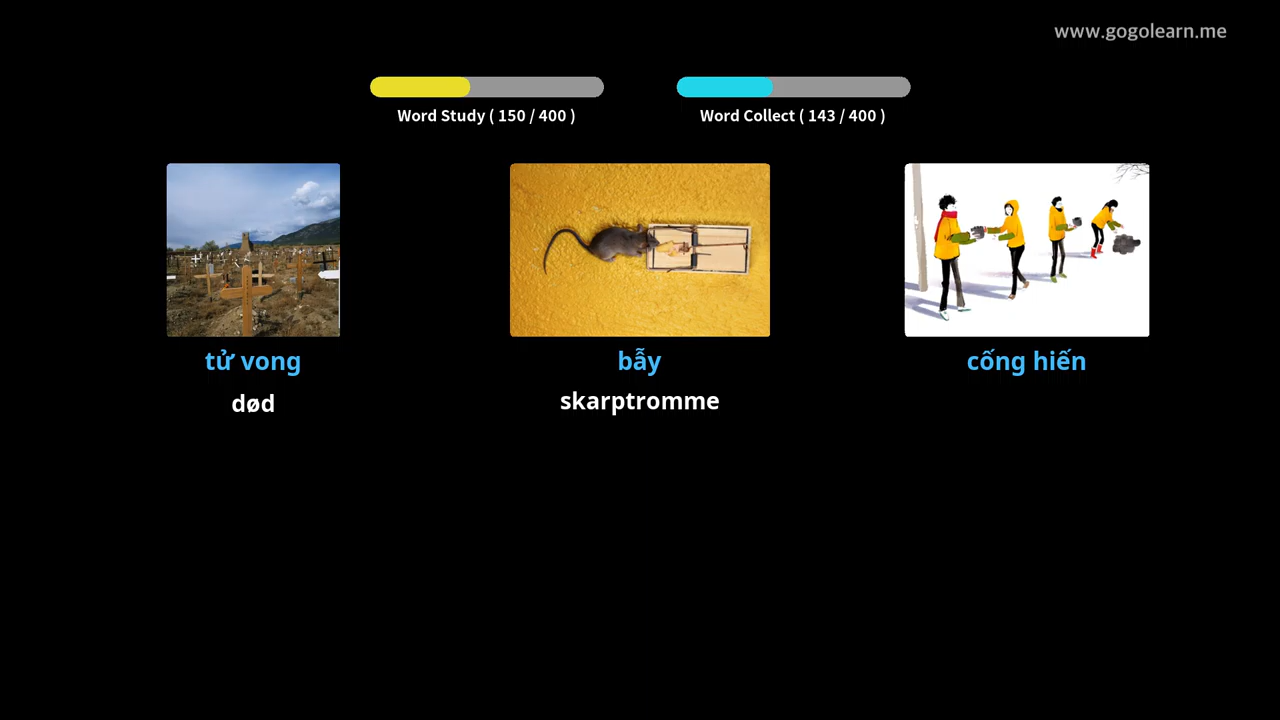 www.gogolearn.me
Word Study ( 150 / 400 )
Word Collect ( 143 / 400 )
tử vong
bẫy
cống hiến
død
skarptromme